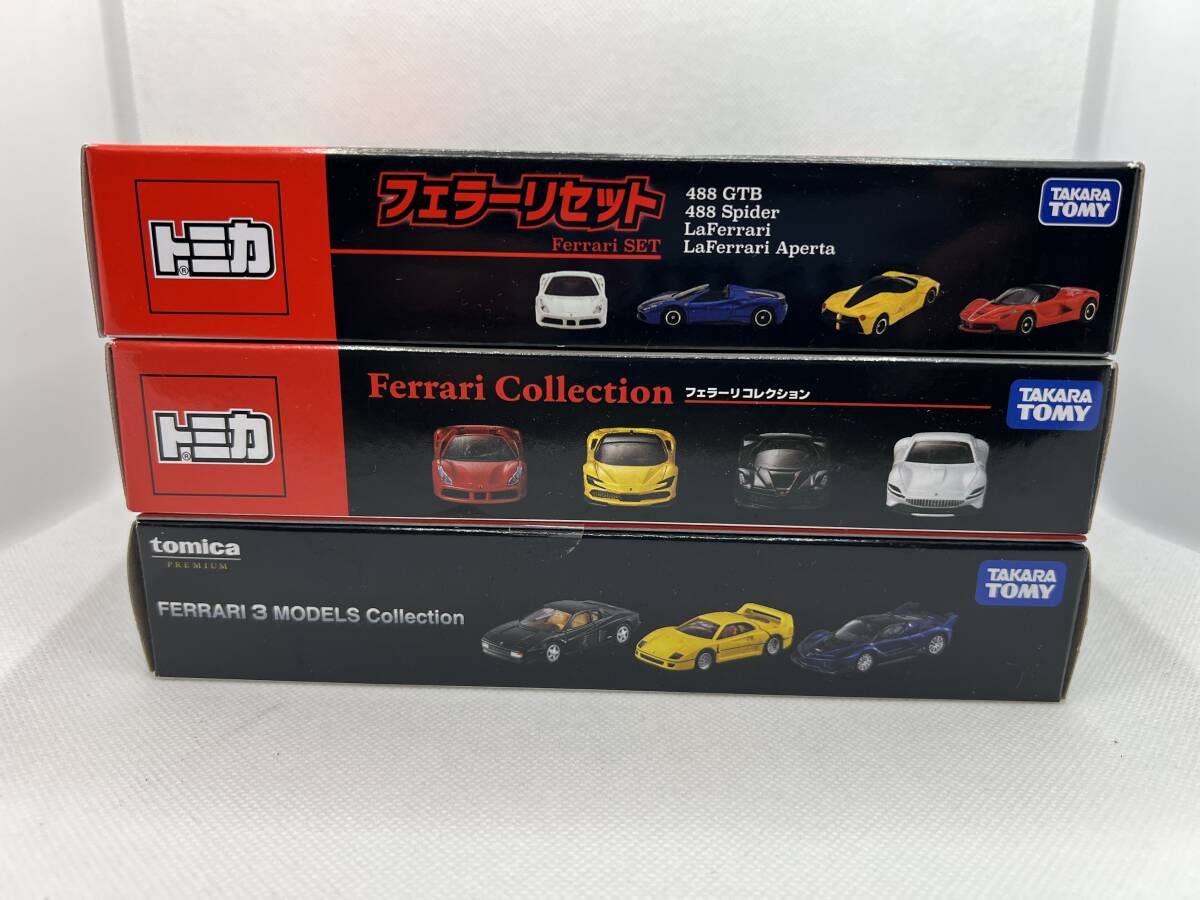 トミカ®
フェラーリセット
Ferrari SET
488 GTB
488 Spider
LaFerrari
LaFerrari Aperta
TAKARA
TOMY
トミカ®
Ferrari Collection フェラーリコレクション
TAKARA
TOMY
tomica
PREMIUM
FERRARI 3 MODELS Collection
TAKARA
TOMY